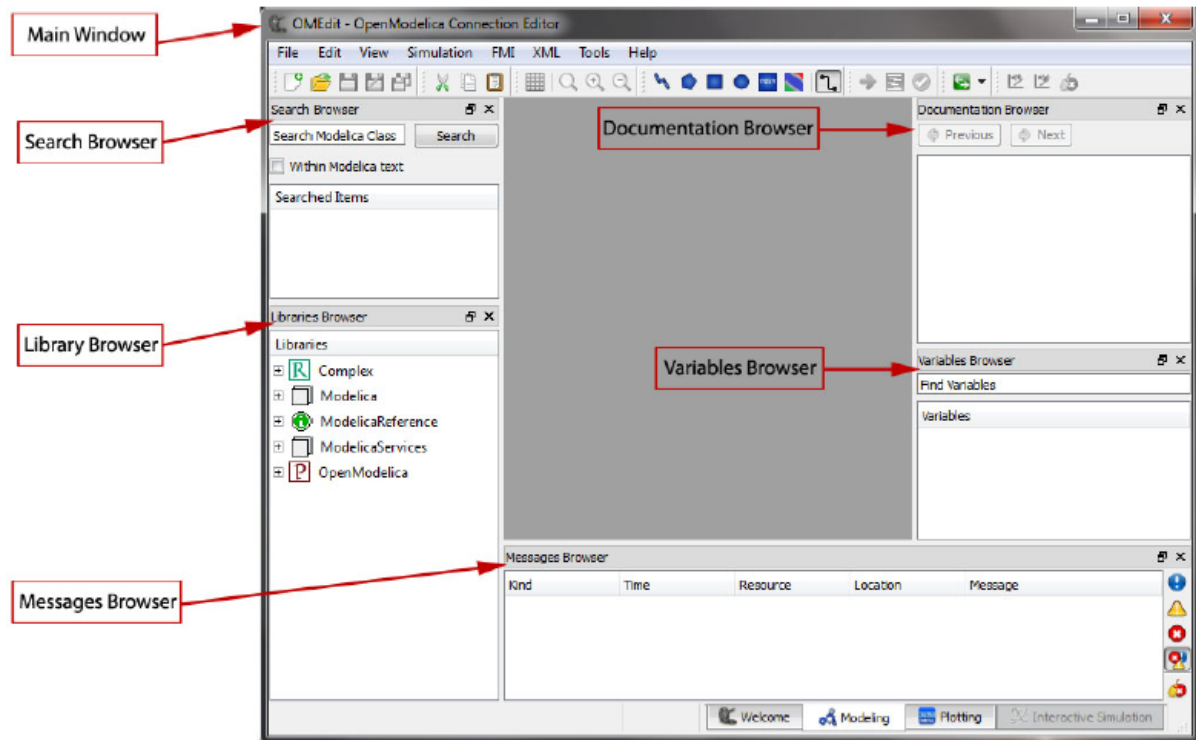 Main Window
OMEdit - OpenModelica Connection Editor
File Edit View Simulation FMI XML Tools Help
Search Browser
Search Browser
Search Modelica Class Search
Within Modelica text
Searched Items
Documentation Browser
Documentation Browser
Previous Next
Library Browser
Libraries Browser
Libraries
Complex
Modelica
ModelicaReference
ModelicaServices
OpenModelica
Variables Browser
Variables Browser
Find Variables
Variables
Messages Browser
Messages Browser
Kind Time Resource Location Message
Welcome Modeling Plotting Interactive Simulation